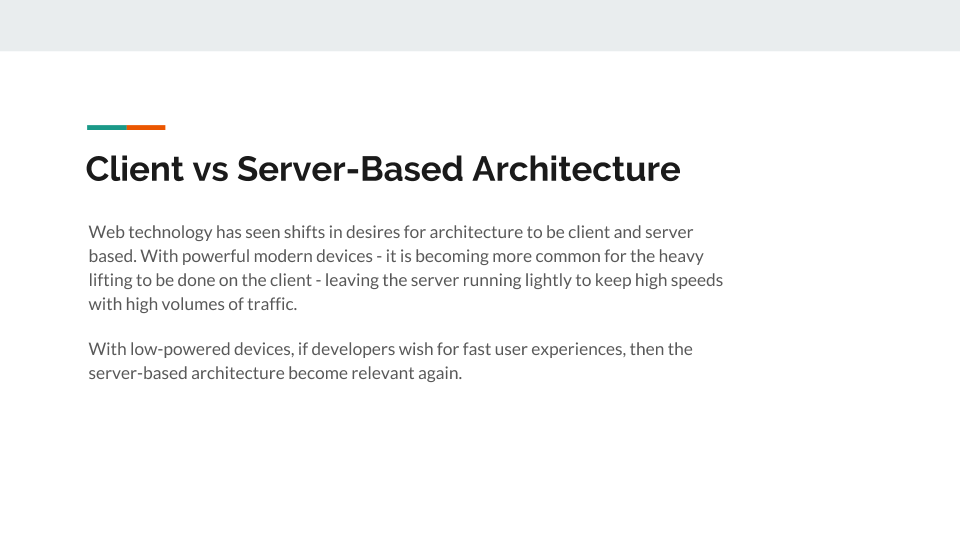 Client vs Server-Based Architecture
Web technology has seen shifts in desires for architecture to be client and server
based. With powerful modern devices - it is becoming more common for the heavy
lifting to be done on the client - leaving the server running lightly to keep high speeds
with high volumes of traffic.
With low-powered devices, if developers wish for fast user experiences, then the
server-based architecture become relevant again.